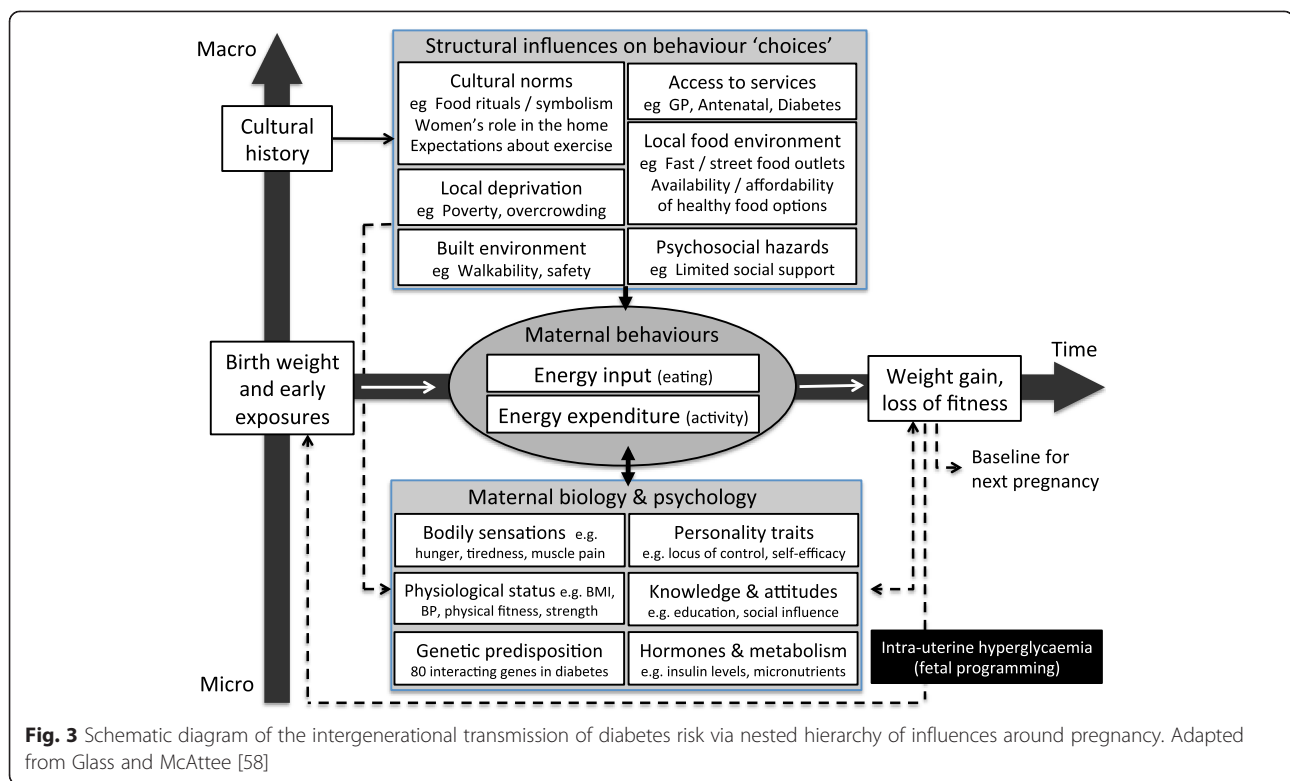 Macro
Structural influences on behaviour ‘choices’
Cultural norms
eg Food rituals / symbolism
Women’s role in the home
Expectations about exercise
Access to services
eg GP, Antenatal, Diabetes
Cultural
history
Local food environment
eg Fast / street food outlets
Availability / affordability
of healthy food options
Local deprivation
eg Poverty, overcrowding
Built environment
eg Walkability, safety
Psychosocial hazards
eg Limited social support
Maternal behaviours
Energy input (eating)
Energy expenditure (activity)
Birth weight
and early
exposures
Time
Weight gain,
loss of fitness
Baseline for
next pregnancy
Maternal biology & psychology
Bodily sensations e.g.
hunger, tiredness, muscle pain
Personality traits
e.g. locus of control, self-efficacy
Physiological status e.g. BMI,
BP, physical fitness, strength
Knowledge & attitudes
e.g. education, social influence
Genetic predisposition
80 interacting genes in diabetes
Hormones & metabolism
e.g. insulin levels, micronutrients
Intra-uterine hyperglycaemia
(fetal programming)
Micro
Fig. 3 Schematic diagram of the intergenerational transmission of diabetes risk via nested hierarchy of influences around pregnancy. Adapted
from Glass and McAttee [58]